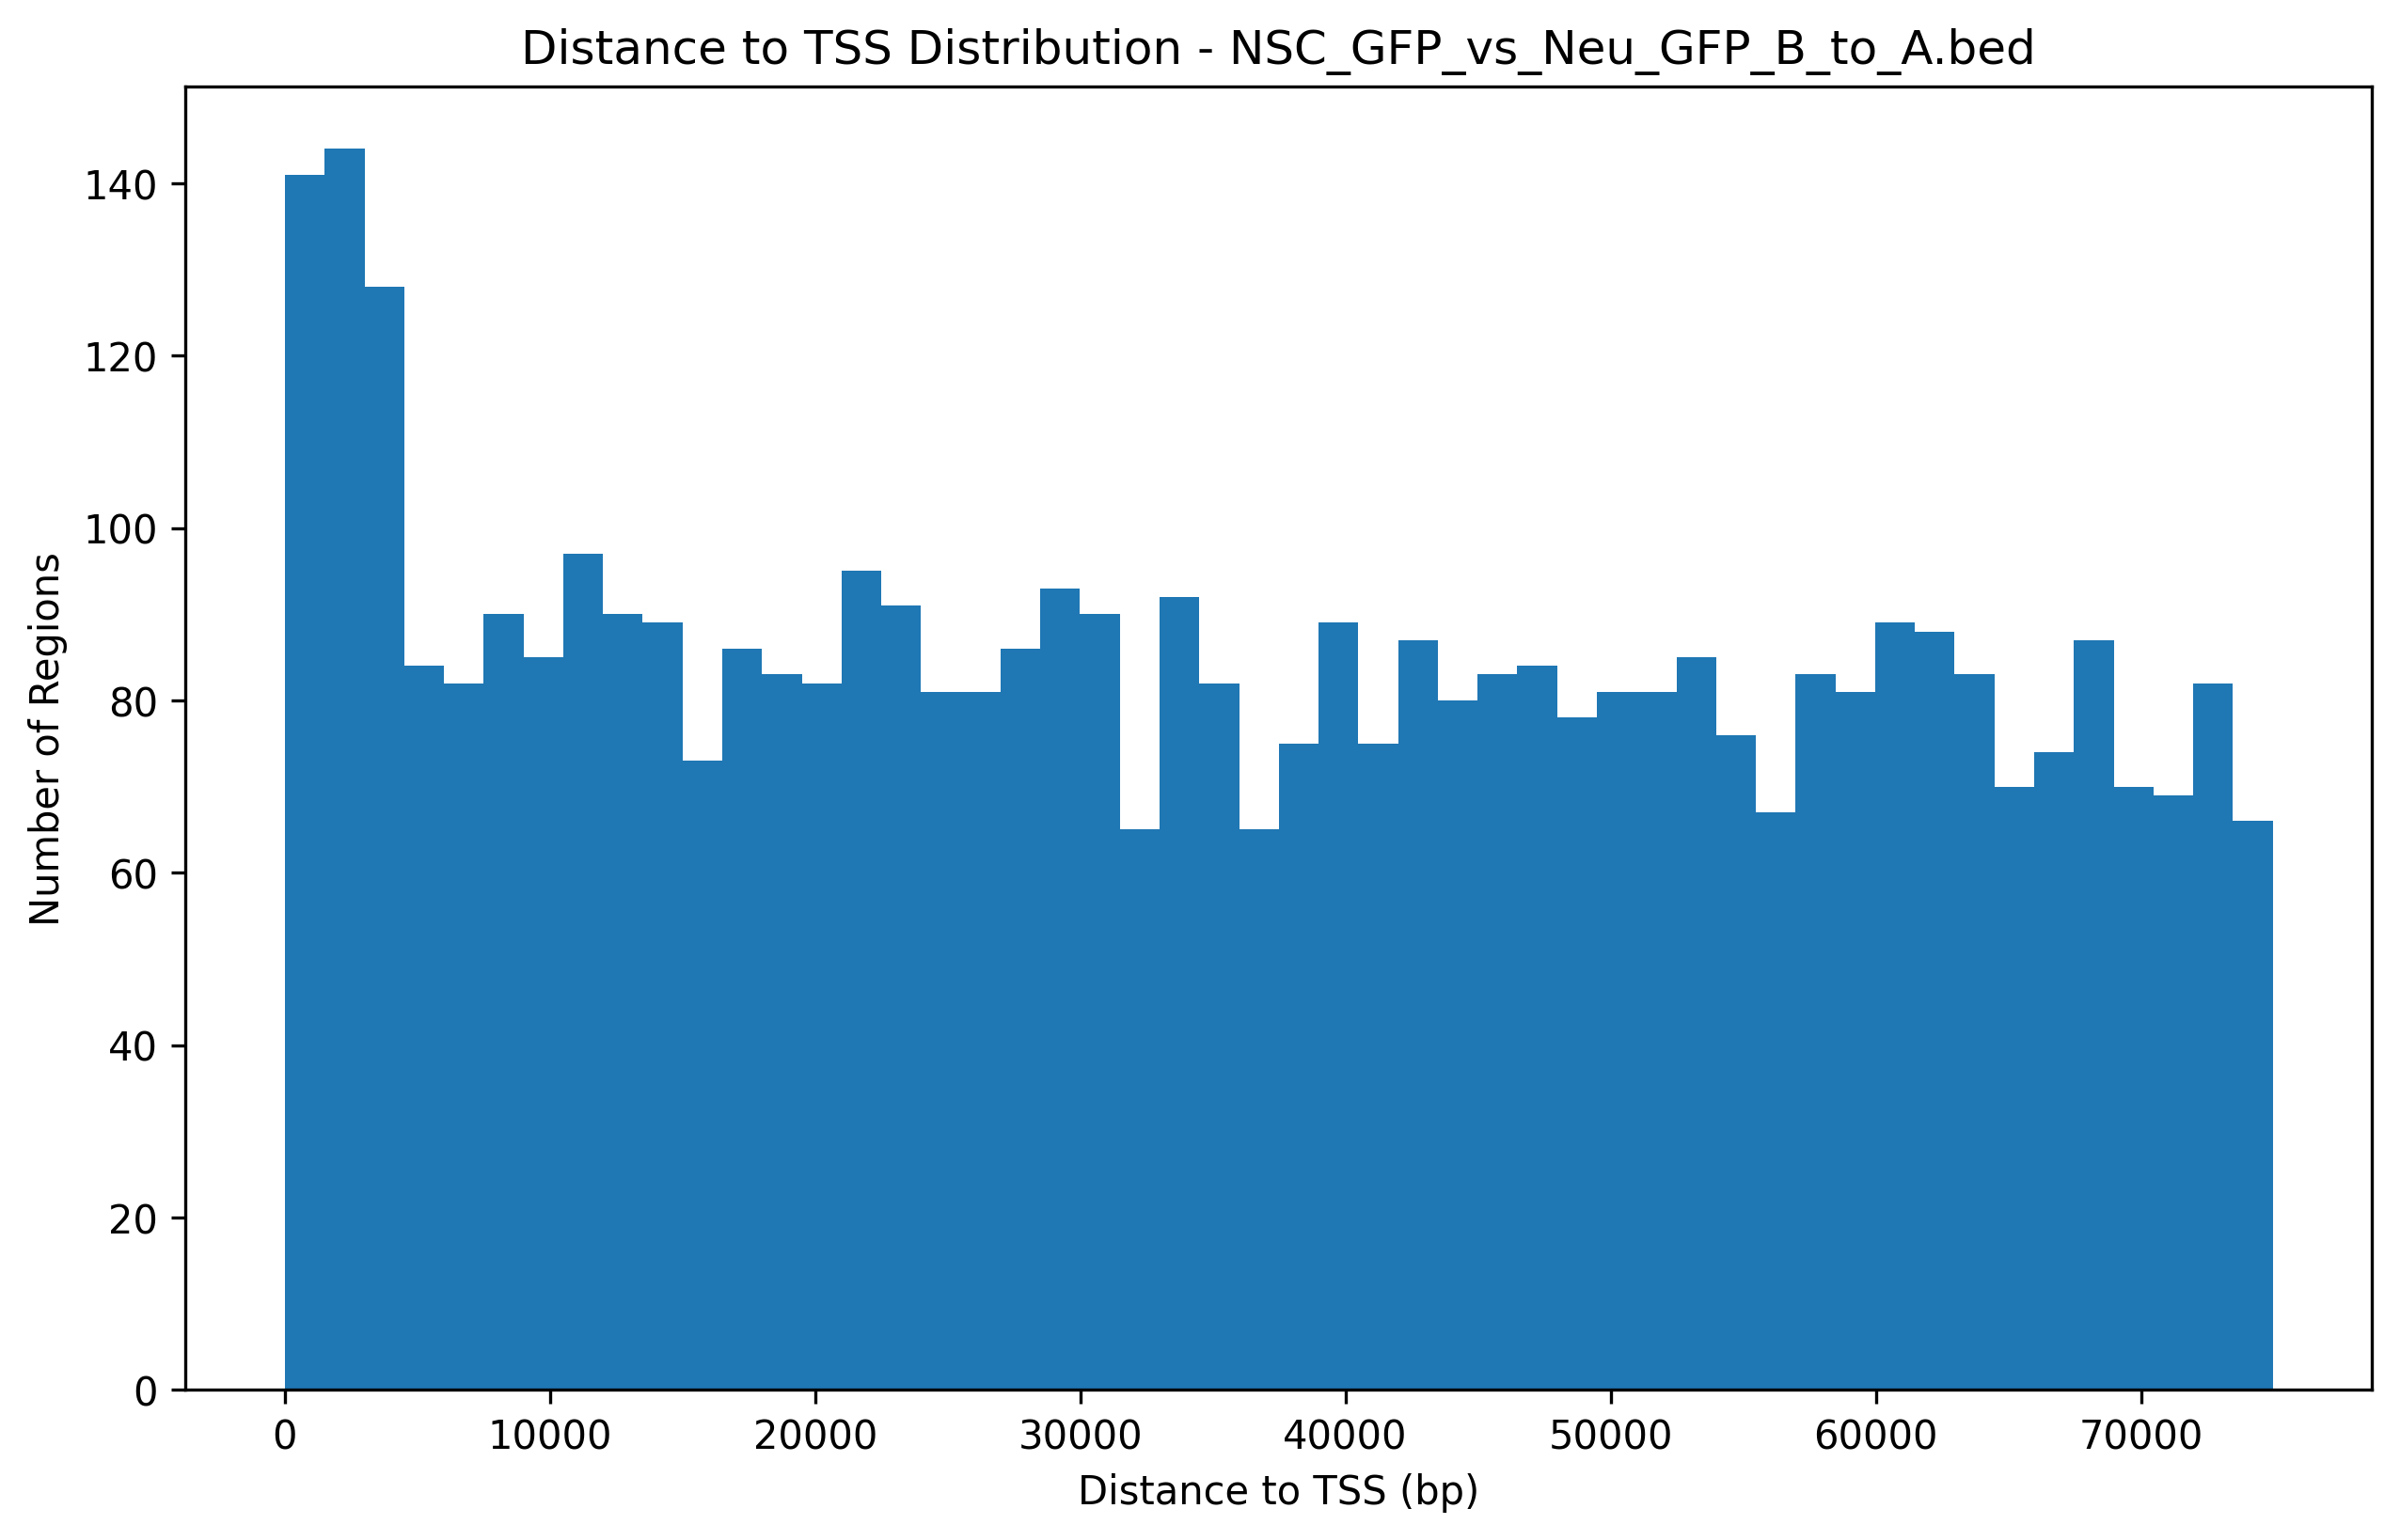 Distance to TSS Distribution - NSC_GFP_vs_Neu_GFP_B_to_A.bed
Number of Regions
140
120
100
80
60
40
20
0
0 10000 20000 30000 40000 50000 60000 70000
Distance to TSS (bp)